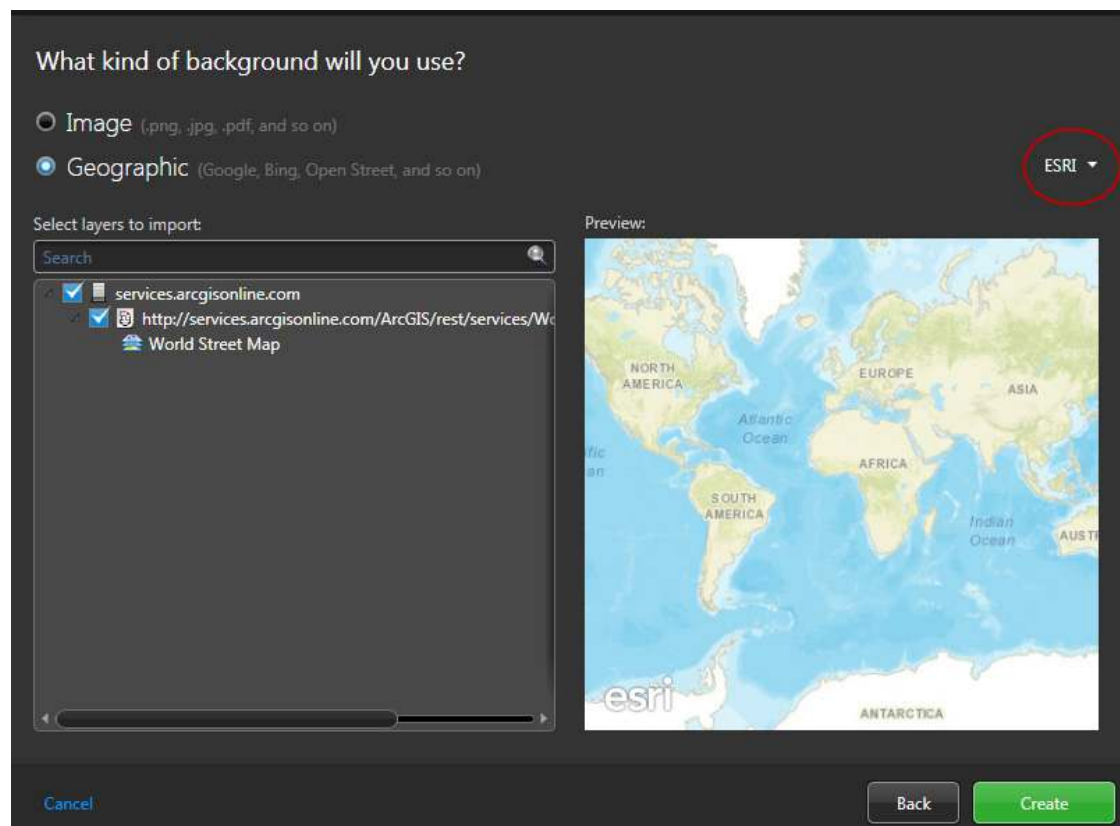 What kind of background will you use?
Image (.png, .jpg, .pdf, and so on)
Geographic (Google, Bing, Open Street, and so on)
ESRI
Select layers to import:
Search
services.arcgisonline.com
http://services.arcgisonline.com/ArcGIS/rest/services/Wo
World Street Map
Preview:
NORTH
AMERICA
EUROPE
ASIA
Atlantic
Ocean
fic
an
AFRICA
SOUTH
AMERICA
Indian
Ocean
AUST
esri
ANTARCTICA
Cancel
Back
Create